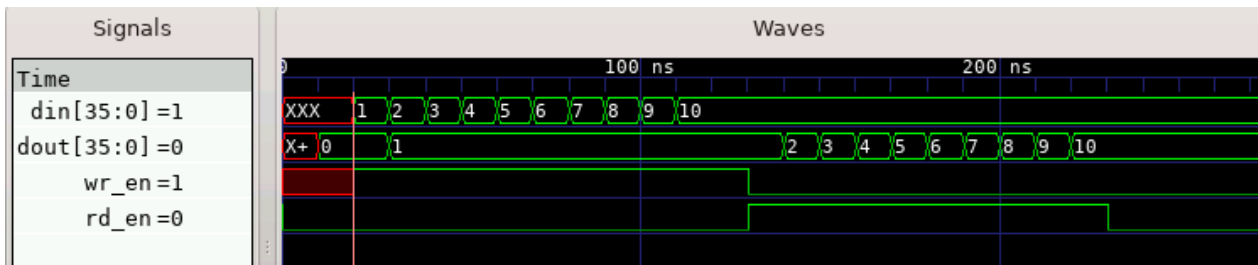 Signals Waves
Time 0 100 ns 200 ns
din[35:0]=1 XXX 1 2 3 4 5 6 7 8 9 10
dout[35:0]=0 X+ 0 1 2 3 4 5 6 7 8 9 10
wr_en=1
rd_en=0